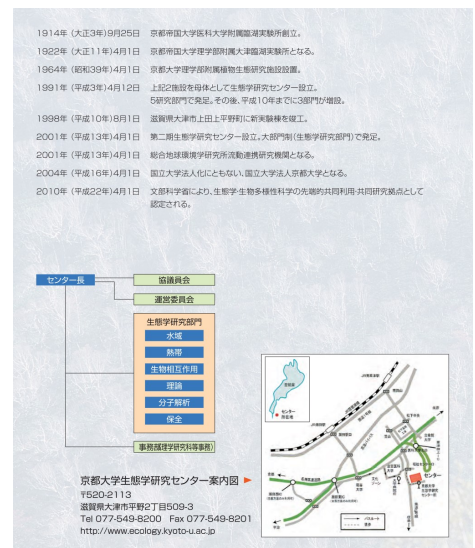 1914年 (大正3年)9月25日 京都帝国大学医科大学附属臨湖実験所創立。
1922年 (大正11年)4月1日 京都帝国大学理学部附属大津臨湖実験所となる。
1964年 (昭和39年)4月1日 京都大学理学部附属植物生態研究施設設置。
1991年 (平成3年)4月12日 上記2施設を母体として生態学研究センター設立。
5研究部門で発足。その後、平成10年までに3部門が増設。
1998年 (平成10年)8月1日 滋賀県大津市上田上平野町に新実験棟を竣工。
2001年 (平成13年)4月1日 第二期生態学研究センター設立。大部門制(生態学研究部門)で発足。
2001年 (平成13年)4月1日 総合地球環境学研究所流動連携研究機関となる。
2004年 (平成16年)4月1日 国立大学法人化にともない、国立大学法人京都大学となる。
2010年 (平成22年)4月1日 文部科学省により、生態学・生物多様性科学の先端的共同利用・共同研究拠点として
認定される。
センター長
協議員会
運営委員会
生態学研究部門
水域
熱帯
生物相互作用
理論
分子解析
保全
事務部(理学研究科等事務)
京都大学生態学研究センター案内図
〒520-2113
滋賀県大津市平野2丁目509-3
Tel 077-549-8200 Fax 077-549-8201
http://www.ecology.kyoto-u.ac.jp
センター